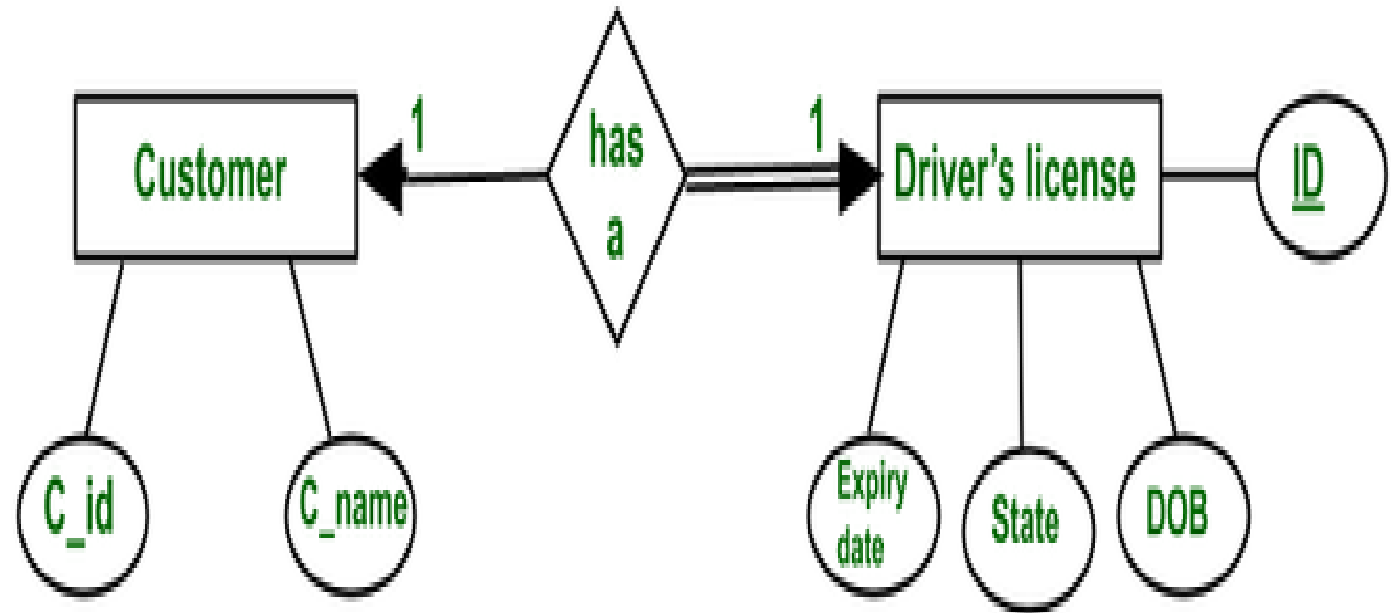 1
1
has
a
Customer
Driver's license
ID
C_id
C_name
Expiry
date
State
DOB